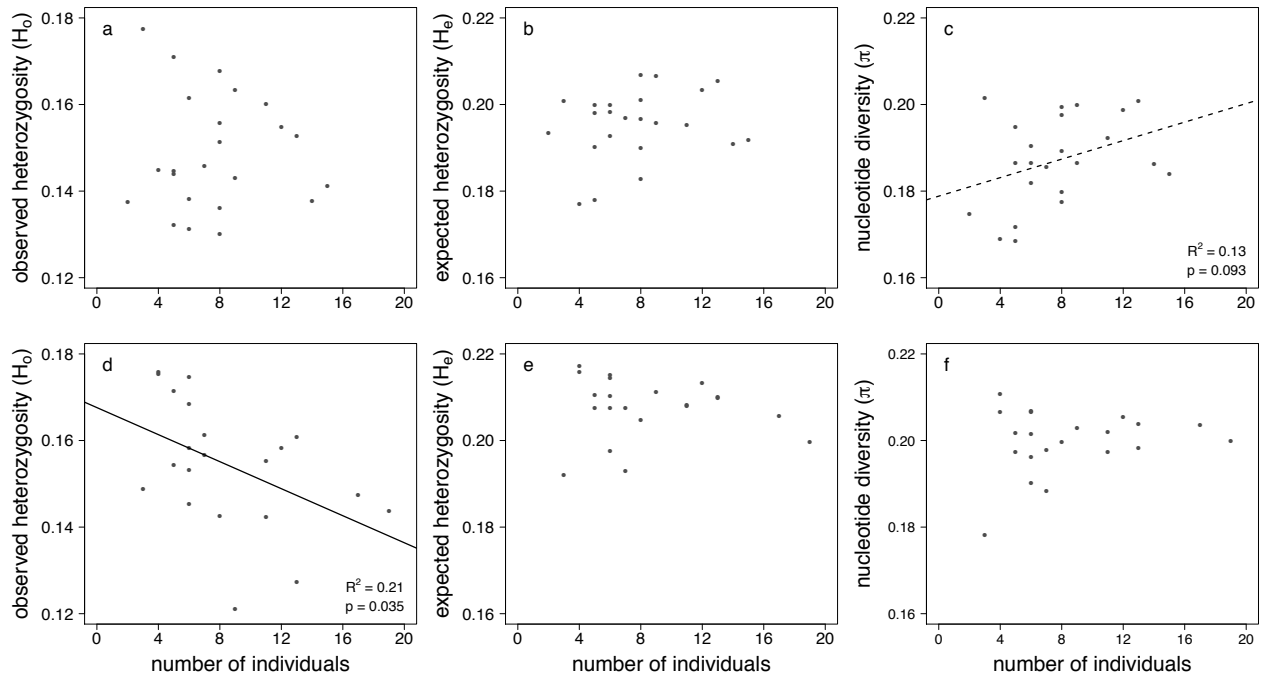 a
observed heterozygosity (Ho)
0.18
0.16
0.14
0.12
0 4 8 12 16 20
b
expected heterozygosity (He)
0.22
0.20
0.18
0.16
0 4 8 12 16 20
c
nucleotide diversity (π)
0.22
0.20
0.18
0.16
R² = 0.13
p = 0.093
0 4 8 12 16 20
d
observed heterozygosity (Ho)
0.18
0.16
0.14
0.12
R² = 0.21
p = 0.035
0 4 8 12 16 20
number of individuals
e
expected heterozygosity (He)
0.22
0.20
0.18
0.16
0 4 8 12 16 20
number of individuals
f
nucleotide diversity (π)
0.22
0.20
0.18
0.16
0 4 8 12 16 20
number of individuals